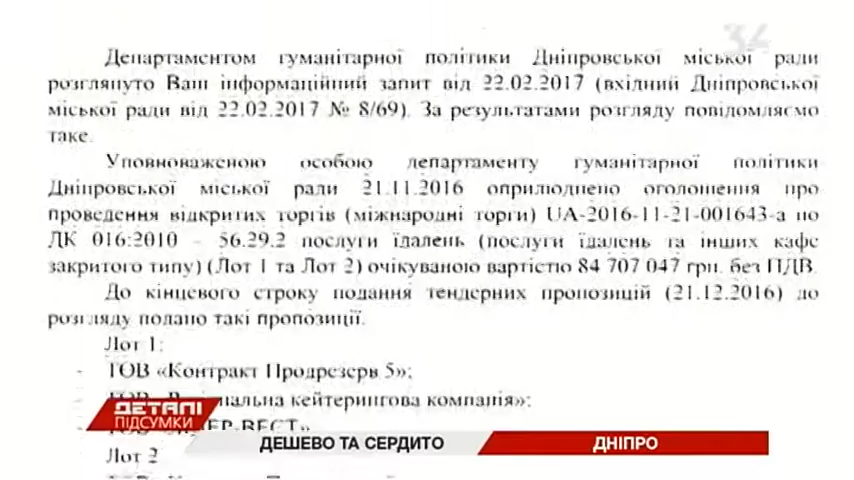 34
Департаментом гуманітарної політики Дніпровської міської ради
розглянуто Ваш інформаційний запит від 22.02.2017 (вхідний Дніпровської
міської ради від 22.02.2017 № 8/69). За результатами розгляду повідомляємо
таке.
Уповноваженою особою департаменту гуманітарної політики
Дніпровської міської ради 21.11.2016 оприлюднено оголошення про
проведення відкритих торгів (міжнародні торги) UA-2016-11-21-001643-a по
ДК 016:2010 – 56.29.2 послуги їдалень (послуги їдалень та інших кафе
закритого типу) (Лот 1 та Лот 2) очікуваною вартістю 84 707 047 грн. без ПДВ.
До кінцевого строку подання тендерних пропозицій (21.12.2016) до
розгляду подано такі пропозиції.
Лот 1:
- ТОВ «Контракт Продрезерв 5»;
- кейтерингова компанія»;
ДЕТАЛІ
ПІДСУМКИ
Лот 2
ДЕШЕВО ТА СЕРДИТО
ДНІПРО